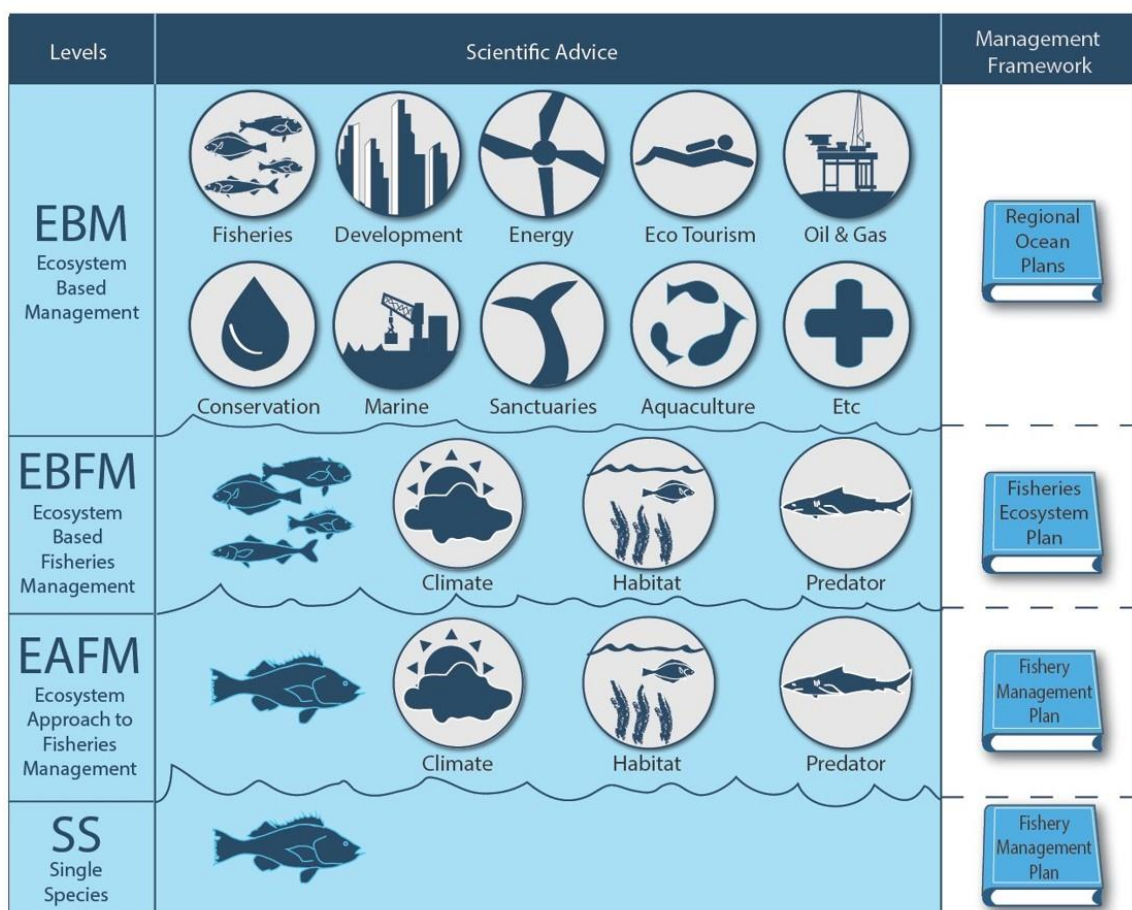 Levels
Scientific Advice
Management
Framework
EBM
Ecosystem
Based
Management
Fisheries
Development
Energy
Eco Tourism
Oil & Gas
Conservation
Marine
Sanctuaries
Aquaculture
Etc
Regional
Ocean
Plans
EBFM
Ecosystem
Based
Fisheries
Management
Climate
Habitat
Predator
Fisheries
Ecosystem
Plan
EAFM
Ecosystem
Approach to
Fisheries
Management
Climate
Habitat
Predator
Fishery
Management
Plan
SS
Single
Species
Fishery
Management
Plan